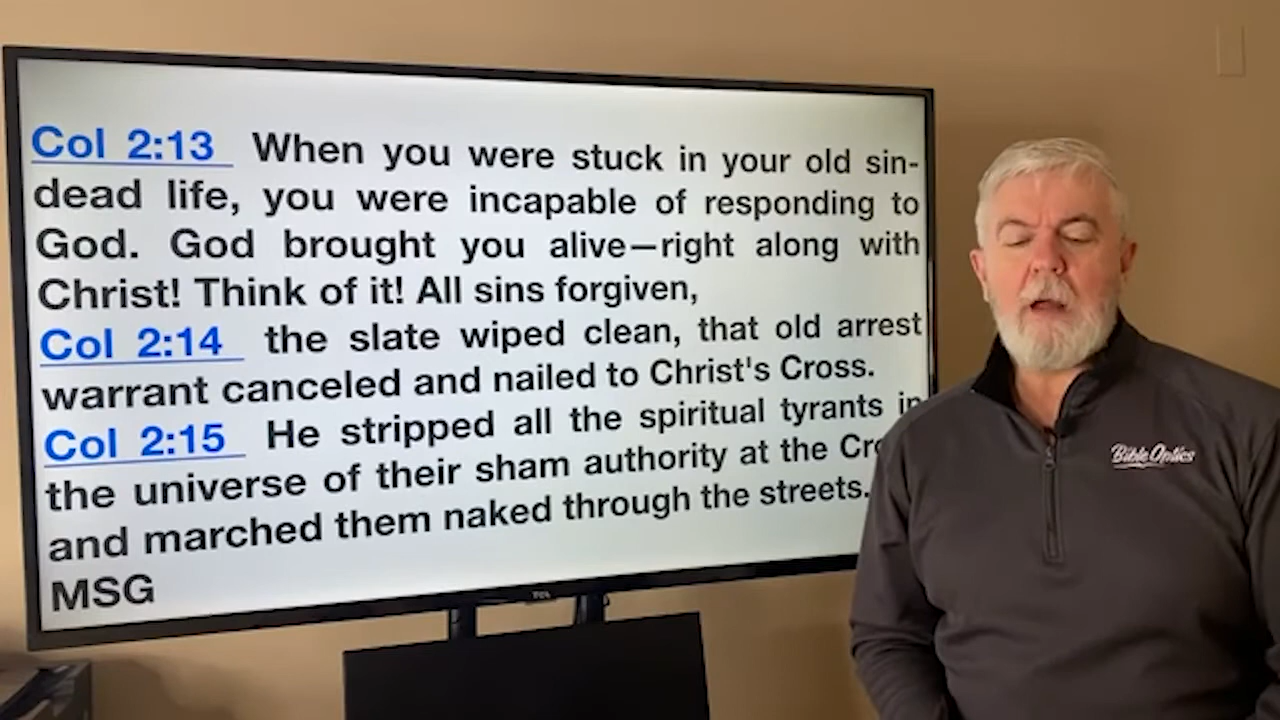 Col 2:13 When you were stuck in your old sin-
dead life, you were incapable of responding to
God. God brought you alive—right along with
Christ! Think of it! All sins forgiven,
Col 2:14 the slate wiped clean, that old arrest
warrant canceled and nailed to Christ's Cross.
Col 2:15 He stripped all the spiritual tyrants in
the universe of their sham authority at the
and marched them naked through the streets.
MSG
Bible Optics
TCL